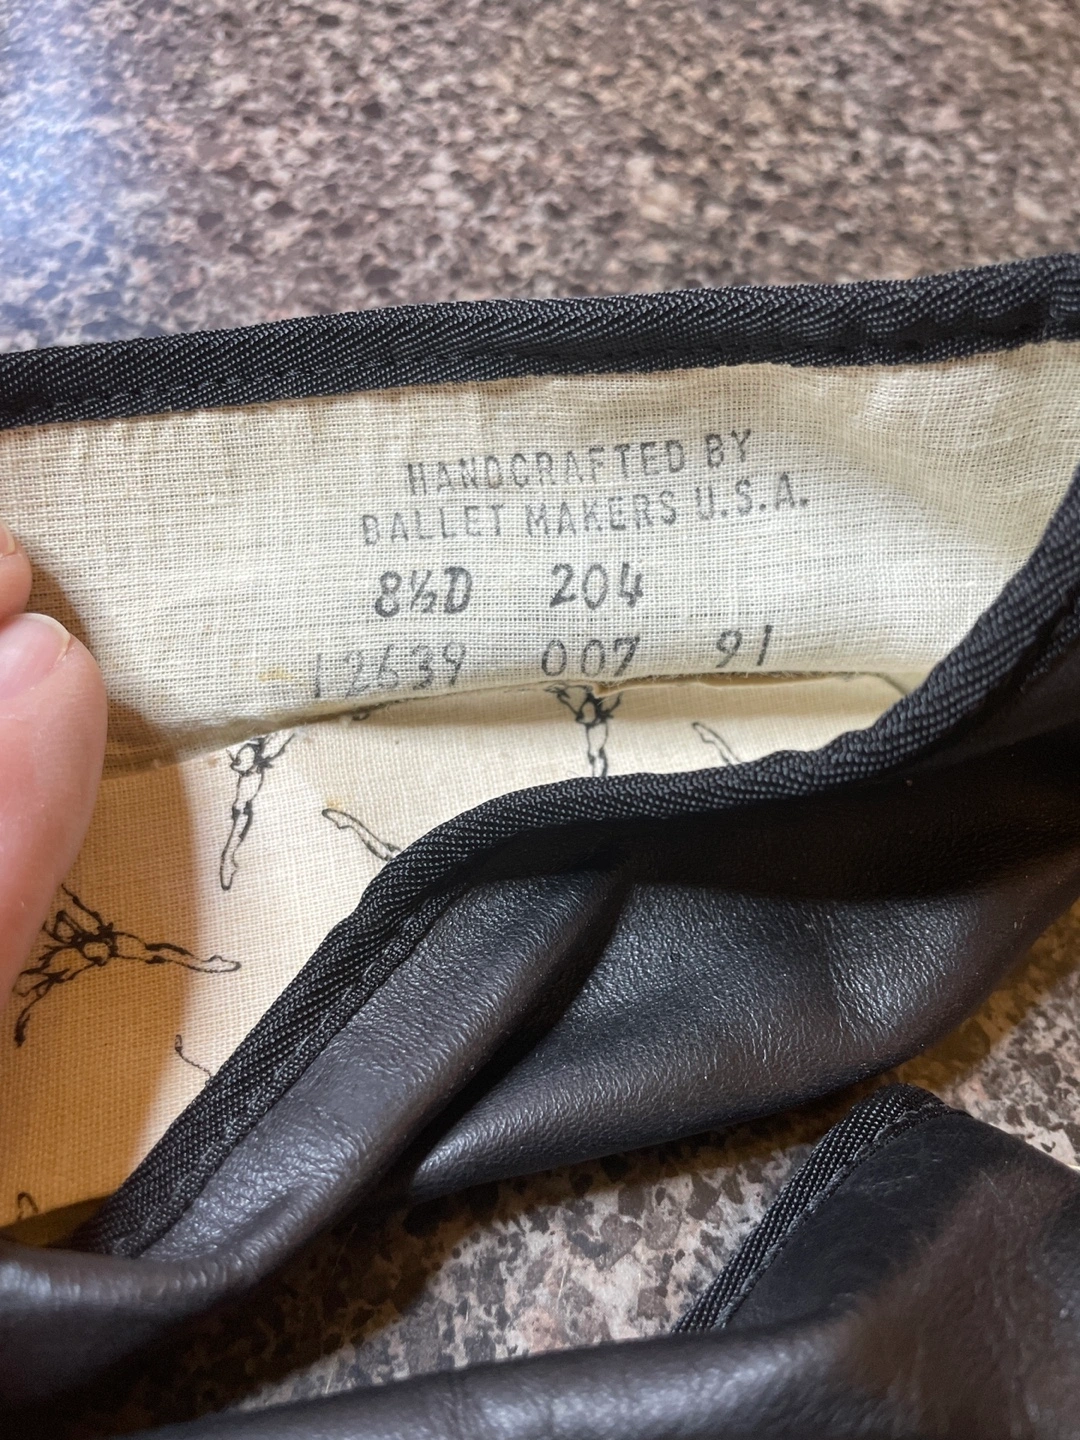 HANDCRAFTED BY
BALLET MAKERS U.S.A.
8½D 204
12639 007 91